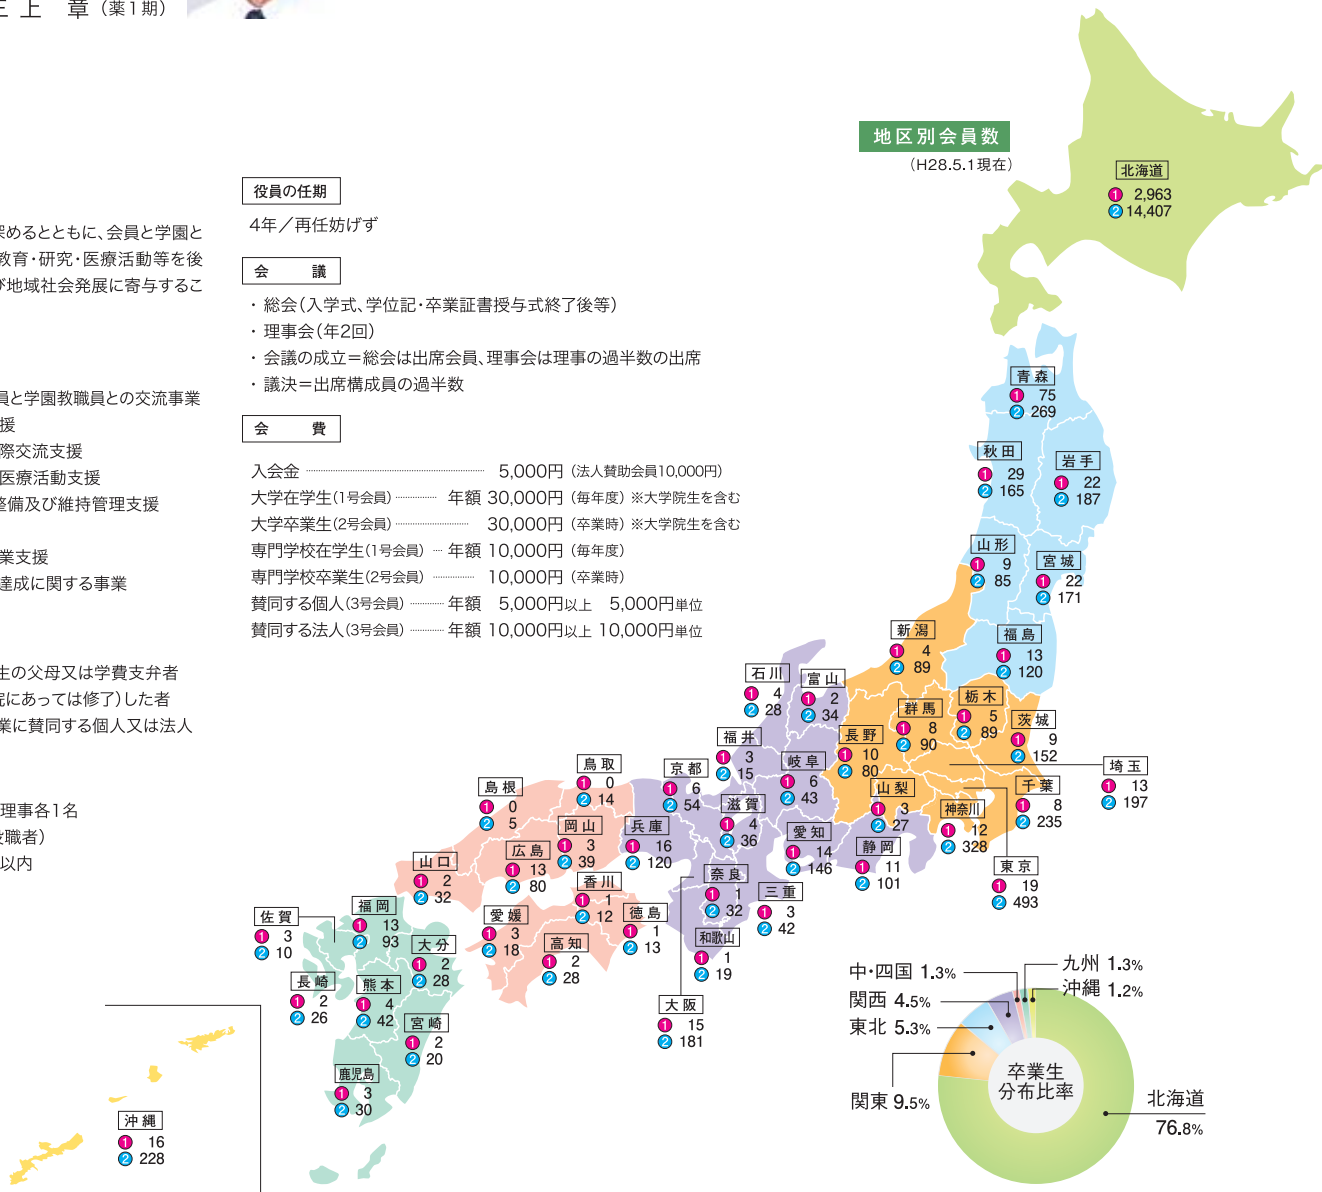 三上 章（薬1期）
深めるとともに、会員と学園と
教育・研究・医療活動等を後
び地域社会発展に寄与するこ
員と学園教職員との交流事業
援
際交流支援
医療活動支援
整備及び維持管理支援
業支援
達成に関する事業
生の父母又は学費支弁者
院にあっては修了）した者
業に賛同する個人又は法人
理事各1名
役職者）
以内
役員の任期
4年／再任妨げず
会 議
・ 総会（入学式、学位記・卒業証書授与式終了後等）
・ 理事会（年2回）
・ 会議の成立＝総会は出席会員、理事会は理事の過半数の出席
・ 議決＝出席構成員の過半数
会 費
入会金 5,000円（法人賛助会員10,000円）
大学在学生（1号会員） 年額 30,000円（毎年度）※大学院生を含む
大学卒業生（2号会員） 30,000円（卒業時）※大学院生を含む
専門学校在学生（1号会員） 年額 10,000円（毎年度）
専門学校卒業生（2号会員） 10,000円（卒業時）
賛同する個人（3号会員） 年額 5,000円以上 5,000円単位
賛同する法人（3号会員） 年額 10,000円以上 10,000円単位
地区別会員数
（H28.5.1現在）
北海道
1 2,963
2 14,407
青森
1 75
2 269
秋田
1 29
2 165
岩手
1 22
2 187
山形
1 9
2 85
宮城
1 22
2 171
福島
1 13
2 120
新潟
1 4
2 89
栃木
1 5
2 89
群馬
1 8
2 90
茨城
1 9
2 152
長野
1 10
2 80
埼玉
1 13
2 197
千葉
1 8
2 235
山梨
1 3
2 27
神奈川
1 12
2 328
東京
1 19
2 493
石川
1 4
2 28
富山
1 2
2 34
福井
1 3
2 15
岐阜
1 6
2 43
京都
1 6
2 54
滋賀
1 4
2 36
愛知
1 14
2 146
静岡
1 11
2 101
兵庫
1 16
2 120
奈良
1 1
2 32
三重
1 3
2 42
和歌山
1 1
2 19
大阪
1 15
2 181
鳥取
1 0
2 14
島根
1 0
2 5
岡山
1 3
2 39
広島
1 13
2 80
山口
1 2
2 32
香川
1 1
2 12
徳島
1 1
2 13
愛媛
1 3
2 18
高知
1 2
2 28
福岡
1 13
2 93
佐賀
1 3
2 10
大分
1 2
2 28
長崎
1 2
2 26
熊本
1 4
2 42
宮崎
1 2
2 20
鹿児島
1 3
2 30
沖縄
1 16
2 228
中・四国 1.3%
九州 1.3%
関西 4.5%
沖縄 1.2%
東北 5.3%
関東 9.5%
卒業生
分布比率
北海道
76.8%